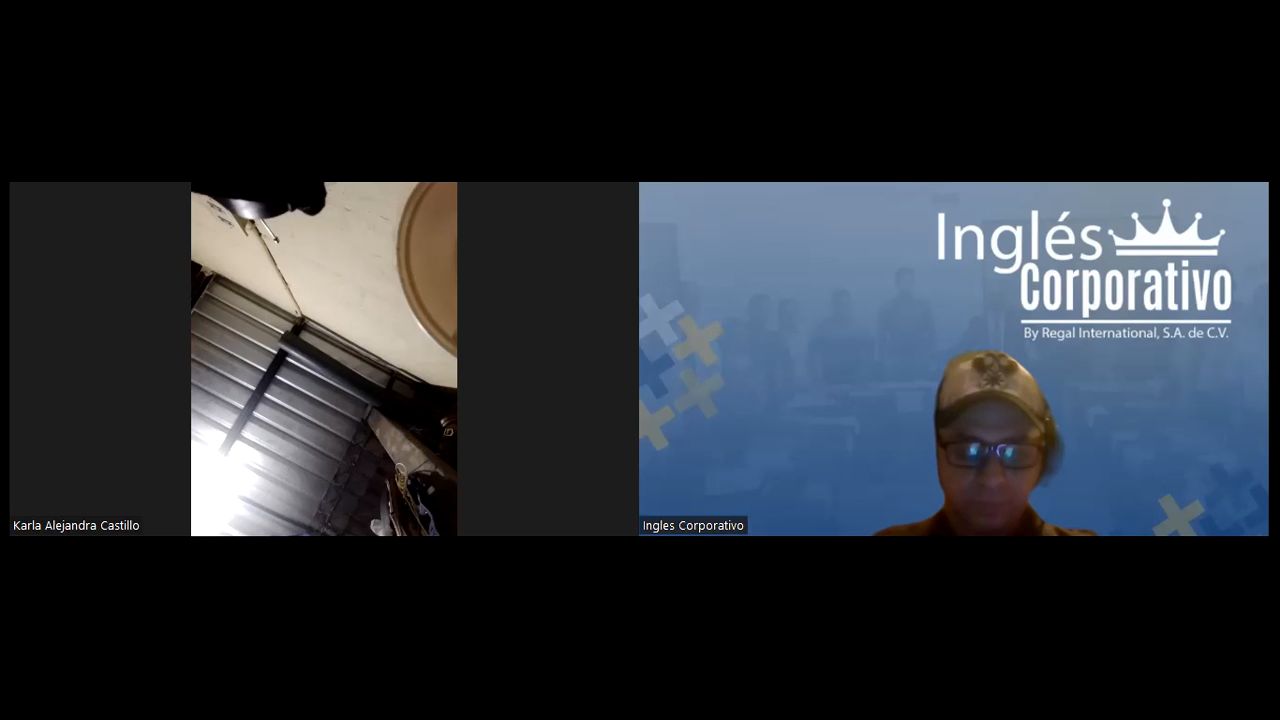 Inglés
Corporativo
By Regal International, S.A. de C.V.
Karla Alejandra Castillo
Ingles Corporativo